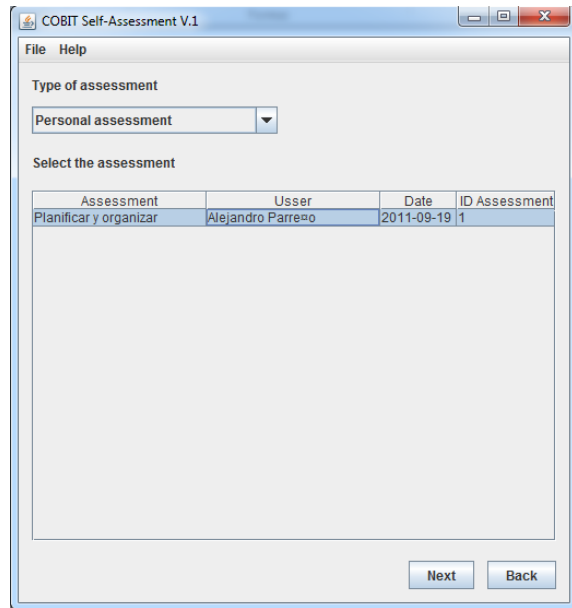 COBIT Self-Assessment V.1
File Help
Type of assessment
Personal assessment
Select the assessment
Assessment Usser Date ID Assessment
Planificar y organizar Alejandro Parre¤o 2011-09-19 1
Next Back